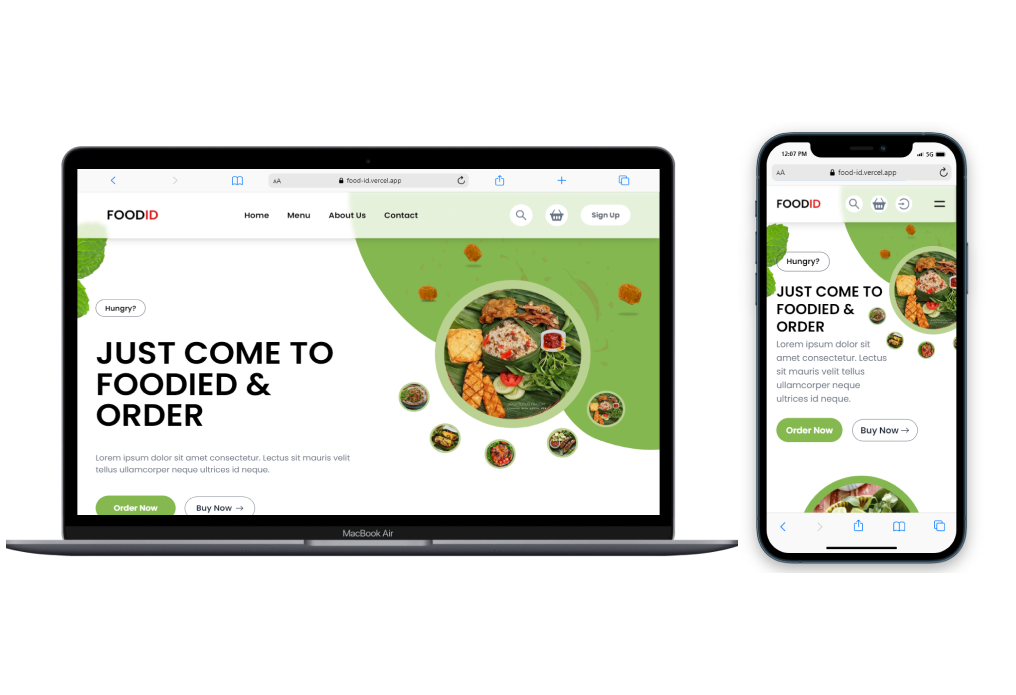 AA
food-id.vercel.app
FOODID
Home
Menu
About Us
Contact
Sign Up
Hungry?
JUST COME TO
FOODIED &
ORDER
Lorem ipsum dolor sit amet consectetur. Lectus sit mauris velit
tellus ullamcorper neque ultrices id neque.
Order Now
Buy Now →
MacBook Air
12:07 PM
5G
AA
food-id.vercel.app
FOODID
Hungry?
JUST COME TO
FOODIED &
ORDER
Lorem ipsum dolor sit
amet consectetur. Lectus
sit mauris velit tellus
ullamcorper neque
ultrices id neque.
Order Now
Buy Now →